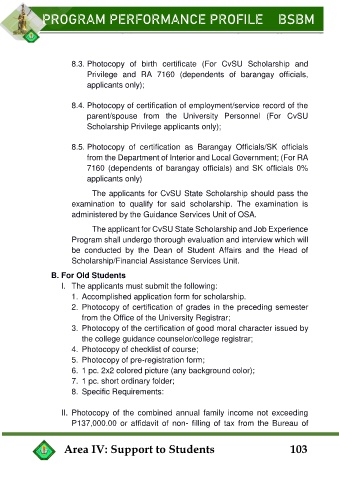 PROGRAM PERFORMANCE PROFILE BSBM
8.3. Photocopy of birth certificate (For CvSU Scholarship and
Privilege and RA 7160 (dependents of barangay officials,
applicants only);
8.4. Photocopy of certification of employment/service record of the
parent/spouse from the University Personnel (For CvSU
Scholarship Privilege applicants only);
8.5. Photocopy of certification as Barangay Officials/SK officials
from the Department of Interior and Local Government; (For RA
7160 (dependents of barangay officials) and SK officials 0%
applicants only)
The applicants for CvSU State Scholarship should pass the
examination to qualify for said scholarship. The examination is
administered by the Guidance Services Unit of OSA.
The applicant for CvSU State Scholarship and Job Experience
Program shall undergo thorough evaluation and interview which will
be conducted by the Dean of Student Affairs and the Head of
Scholarship/Financial Assistance Services Unit.
B. For Old Students
I. The applicants must submit the following:
1. Accomplished application form for scholarship.
2. Photocopy of certification of grades in the preceding semester
from the Office of the University Registrar;
3. Photocopy of the certification of good moral character issued by
the college guidance counselor/college registrar;
4. Photocopy of checklist of course;
5. Photocopy of pre-registration form;
6. 1 pc. 2x2 colored picture (any background color);
7. 1 pc. short ordinary folder;
8. Specific Requirements:
II. Photocopy of the combined annual family income not exceeding
P137,000.00 or affidavit of non- filling of tax from the Bureau of
Area IV: Support to Students 103